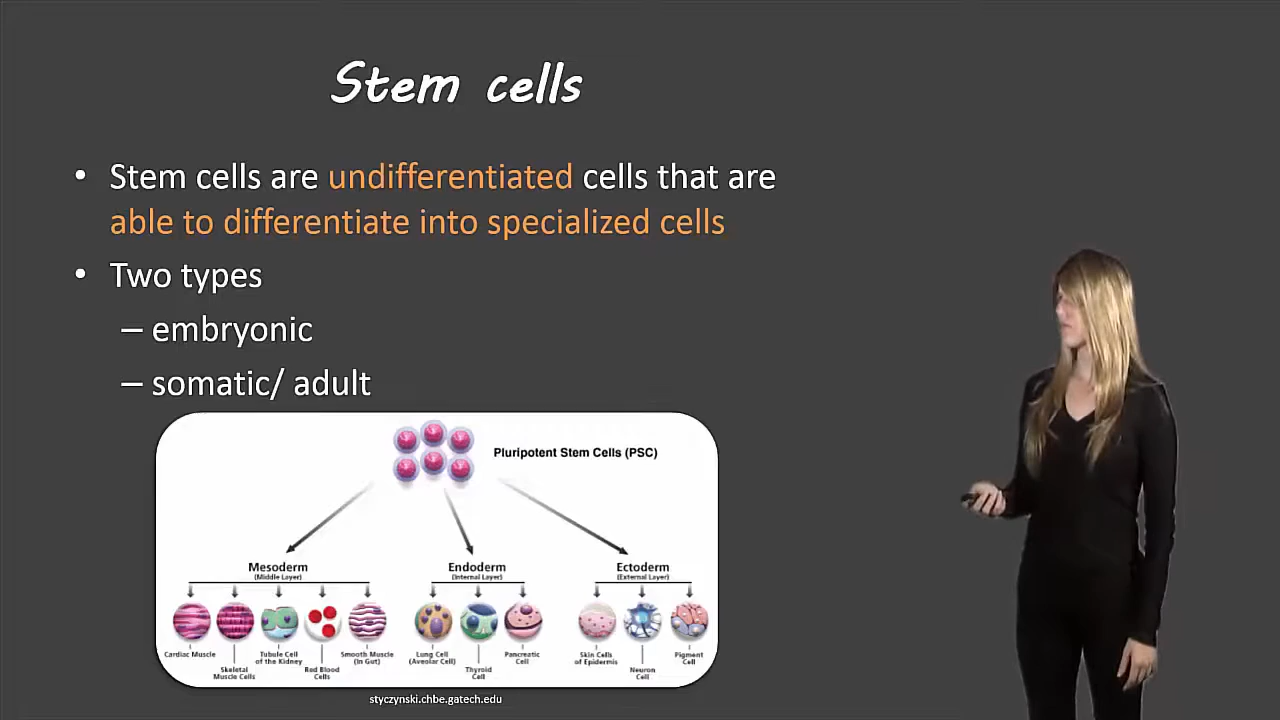 Stem cells
• Stem cells are undifferentiated cells that are
able to differentiate into specialized cells
• Two types
– embryonic
– somatic/ adult
Pluripotent Stem Cells (PSC)
Mesoderm
(Middle Layer)
Endoderm
(Internal Layer)
Ectoderm
(External Layer)
Cardiac Muscle
Skeletal
Muscle Cells
Tubule Cell
of the Kidney
Red Blood
Cells
Smooth Muscle
(in Gut)
Lung Cell
(Aveolar Cell)
Thyroid
Cell
Pancreatic
Cell
Skin Cells
of Epidermis
Neuron
Cell
Pigment
Cell
styczynski.chbe.gatech.edu